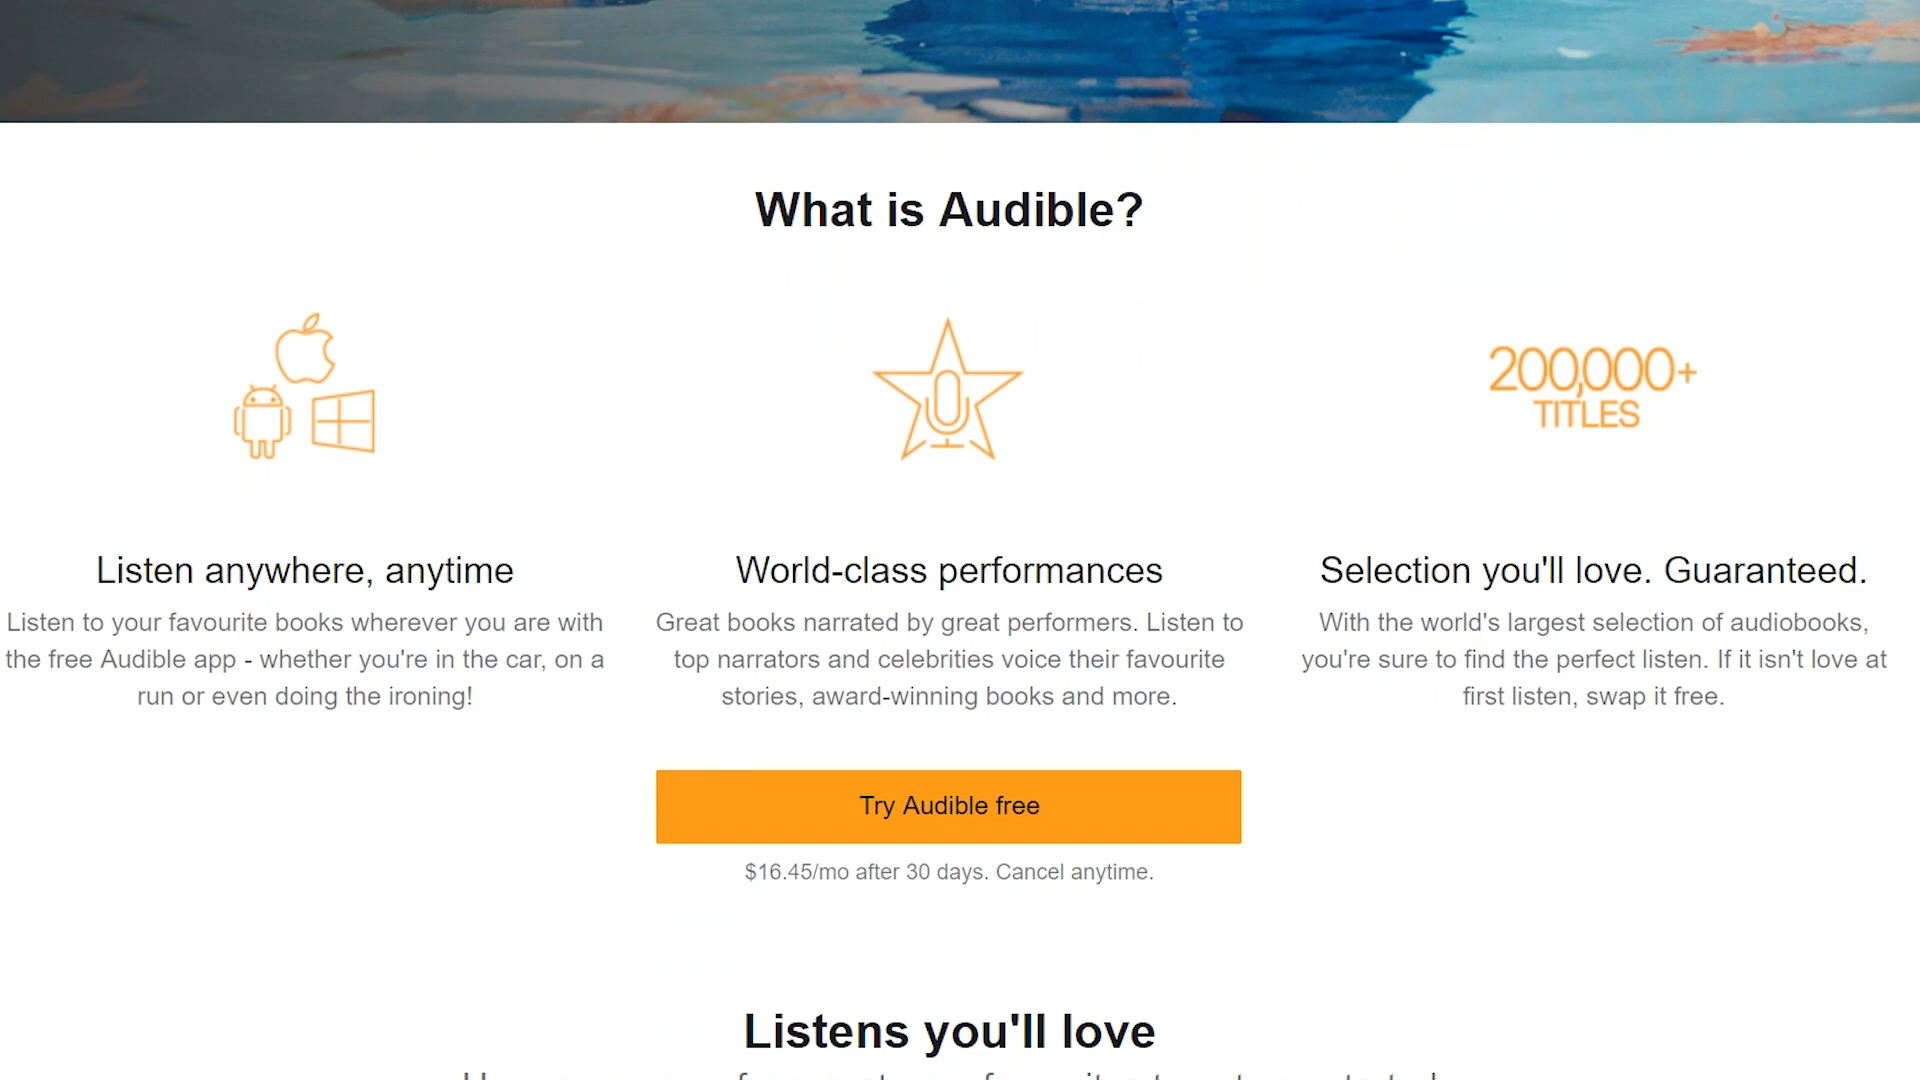 What is Audible?
200,000+
TITLES
Listen anywhere, anytime
Listen to your favourite books wherever you are with
the free Audible app - whether you're in the car, on a
run or even doing the ironing!
World-class performances
Great books narrated by great performers. Listen to
top narrators and celebrities voice their favourite
stories, award-winning books and more.
Selection you'll love. Guaranteed.
With the world's largest selection of audiobooks,
you're sure to find the perfect listen. If it isn't love at
first listen, swap it free.
Try Audible free
$16.45/mo after 30 days. Cancel anytime.
Listens you'll love